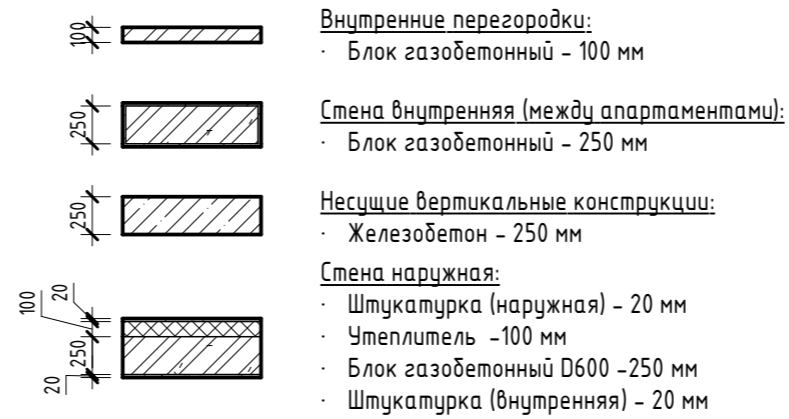 100
Внутренние перегородки:
· Блок газобетонный - 100 мм
250
Стена внутренняя (между апартаментами):
· Блок газобетонный - 250 мм
250
Несущие вертикальные конструкции:
· Железобетон - 250 мм
Стена наружная:
20
100
250
20
· Штукатурка (наружная) - 20 мм
· Утеплитель -100 мм
· Блок газобетонный D600 -250 мм
· Штукатурка (внутренняя) - 20 мм